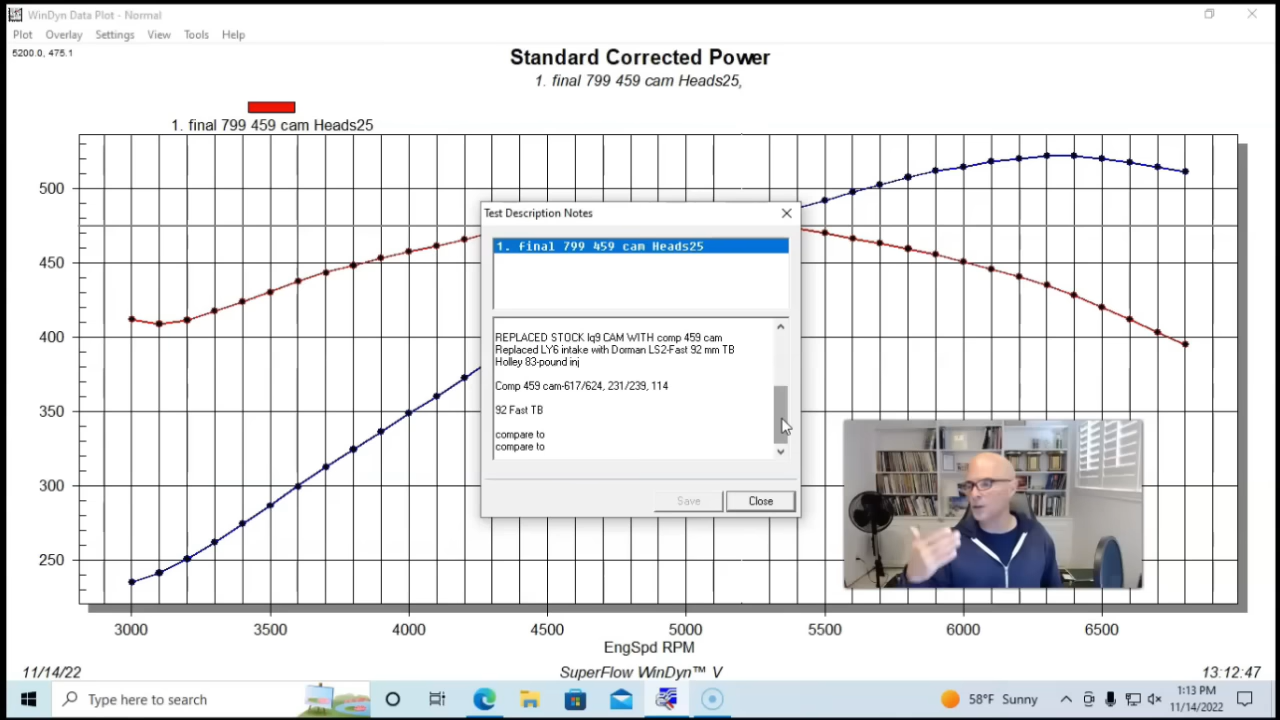 WinDyn Data Plot - Normal
Plot Overlay Settings View Tools Help
5200.0, 475.1
Standard Corrected Power
1. final 799 459 cam Heads25,
1. final 799 459 cam Heads25
500
450
400
350
300
250
Test Description Notes
1. final 799 459 cam Heads25
REPLACED STOCK lq9 CAM WITH comp 459 cam
Replaced LY6 intake with Dorman LS2-Fast 92 mm TB
Holley 83-pound inj
Comp 459 cam-617/624, 231/239, 114
92 Fast TB
compare to
compare to
Save Close
3000 3500 4000 4500 5000 5500 6000 6500
EngSpd RPM
11/14/22 SuperFlow WinDyn™ V 13:12:47
Type here to search
58°F Sunny
1:13 PM
11/14/2022